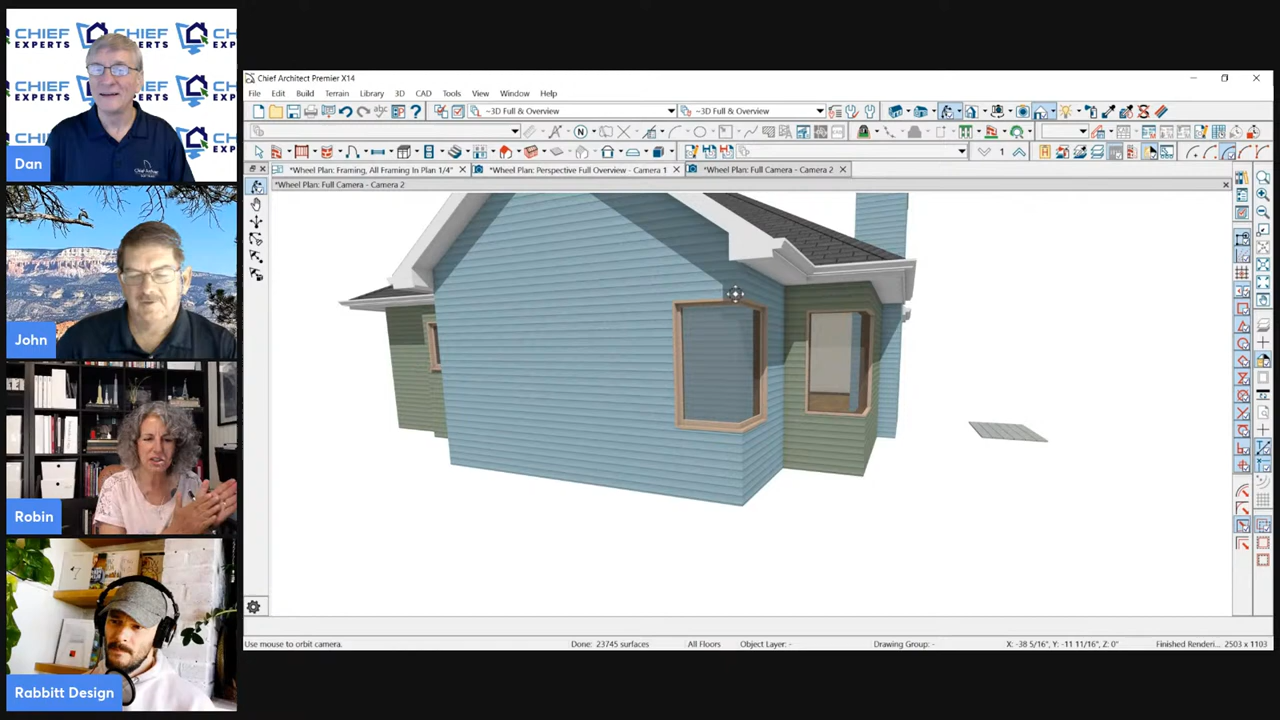 CHIEF
EXPERTS
CHIEF
EXPERTS
Dan
John
Robin
Rabbitt Design
Chief Architect Premier X14
File Edit Build Terrain Library 3D CAD Tools View Window Help
~3D Full & Overview
~3D Full & Overview
1
*Wheel Plan: Framing, All Framing In Plan 1/4"
*Wheel Plan: Perspective Full Overview - Camera 1
*Wheel Plan: Full Camera - Camera 2
*Wheel Plan: Full Camera - Camera 2
Use mouse to orbit camera.
Done: 23745 surfaces
All Floors
Drawing Group: -
X: -38 5/16", Y: -11 11/16", Z: 0"
Finished Renderi...
2503 x 1103
Object Layer: -